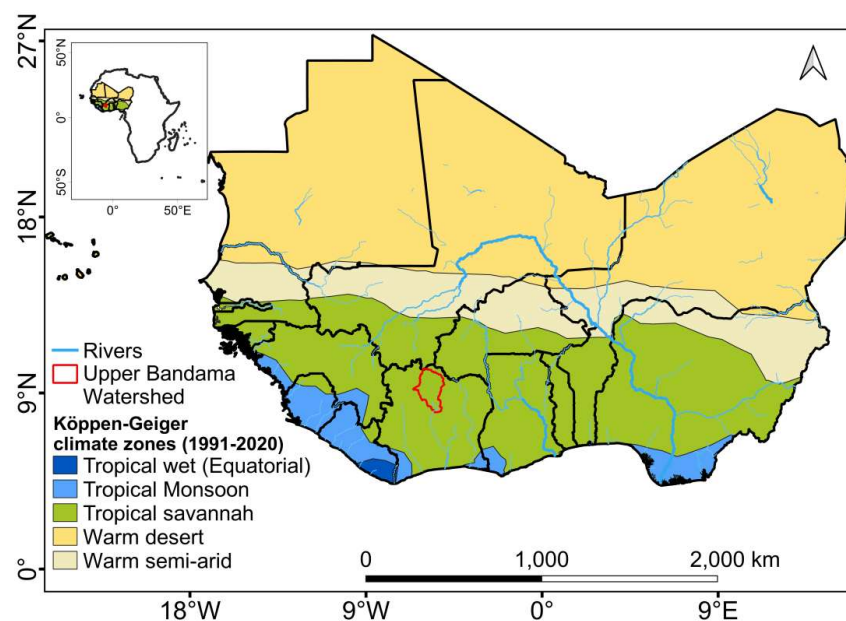 50°N
0°
50°S
0°
50°E
27°N
18°N
9°N
0°
Rivers
Upper Bandama
Watershed
Köppen-Geiger
climate zones (1991-2020)
Tropical wet (Equatorial)
Tropical Monsoon
Tropical savannah
Warm desert
Warm semi-arid
0 1,000 2,000 km
18°W 9°W 0° 9°E